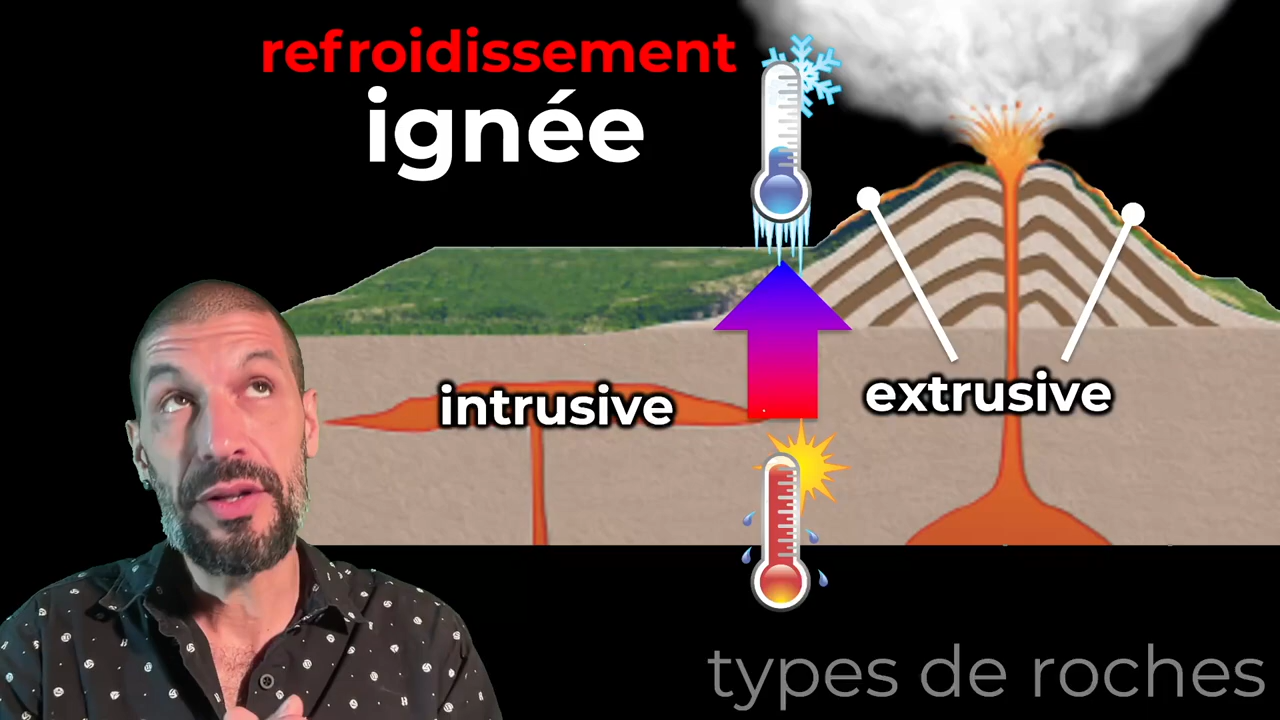 refroidissement
ignée
intrusive
extrusive
types de roches